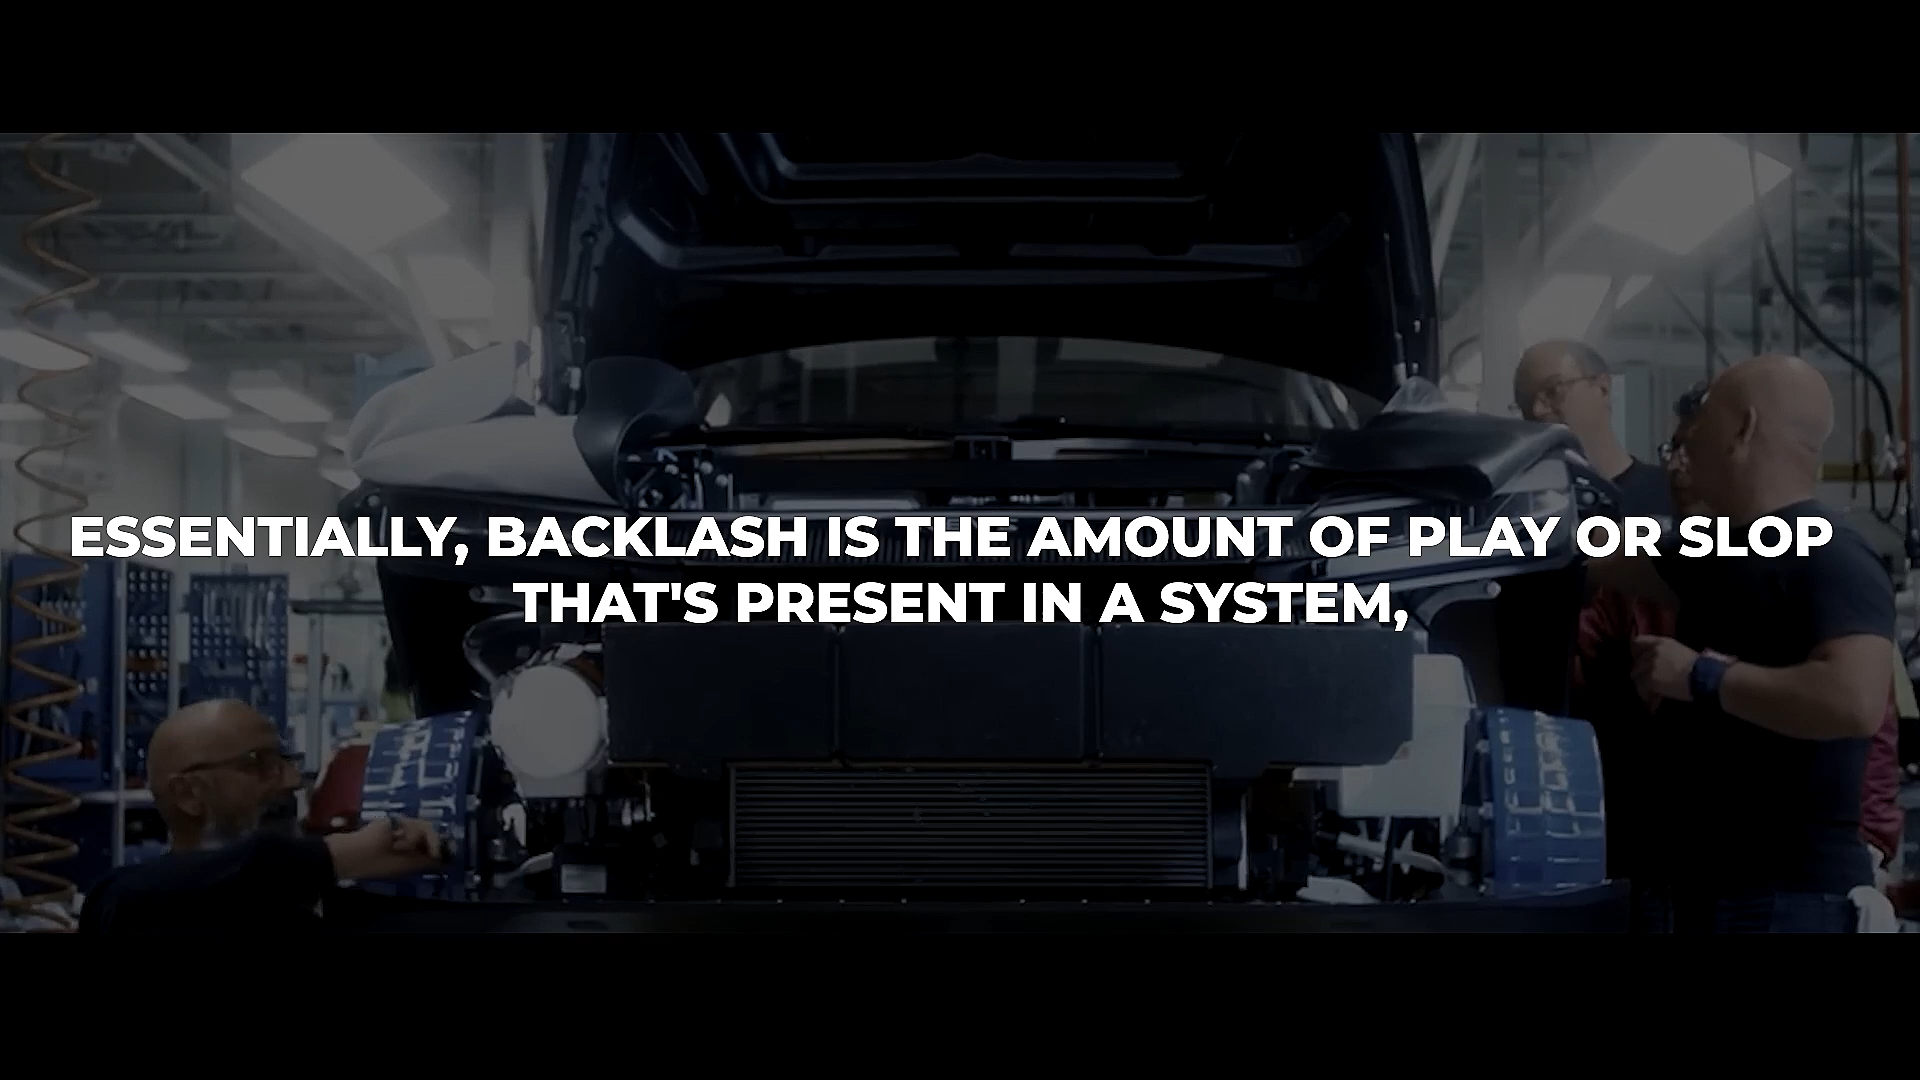 ESSENTIALLY, BACKLASH IS THE AMOUNT OF PLAY OR SLOP
THAT'S PRESENT IN A SYSTEM,